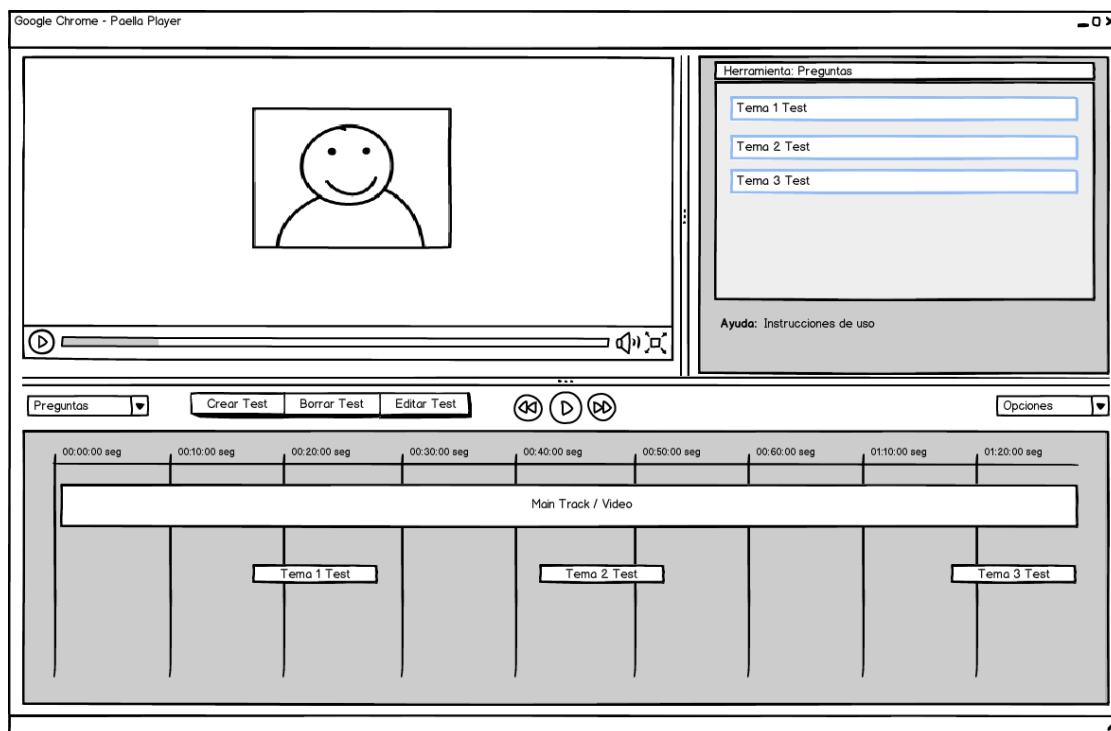 Google Chrome - Paella Player
Herramienta: Preguntas
Tema 1 Test
Tema 2 Test
Tema 3 Test
Ayuda: Instrucciones de uso
Preguntas
Crear Test
Borrar Test
Editar Test
Opciones
00:00:00 seg
00:10:00 seg
00:20:00 seg
00:30:00 seg
00:40:00 seg
00:50:00 seg
00:60:00 seg
01:10:00 seg
01:20:00 seg
Main Track / Video
Tema 1 Test
Tema 2 Test
Tema 3 Test